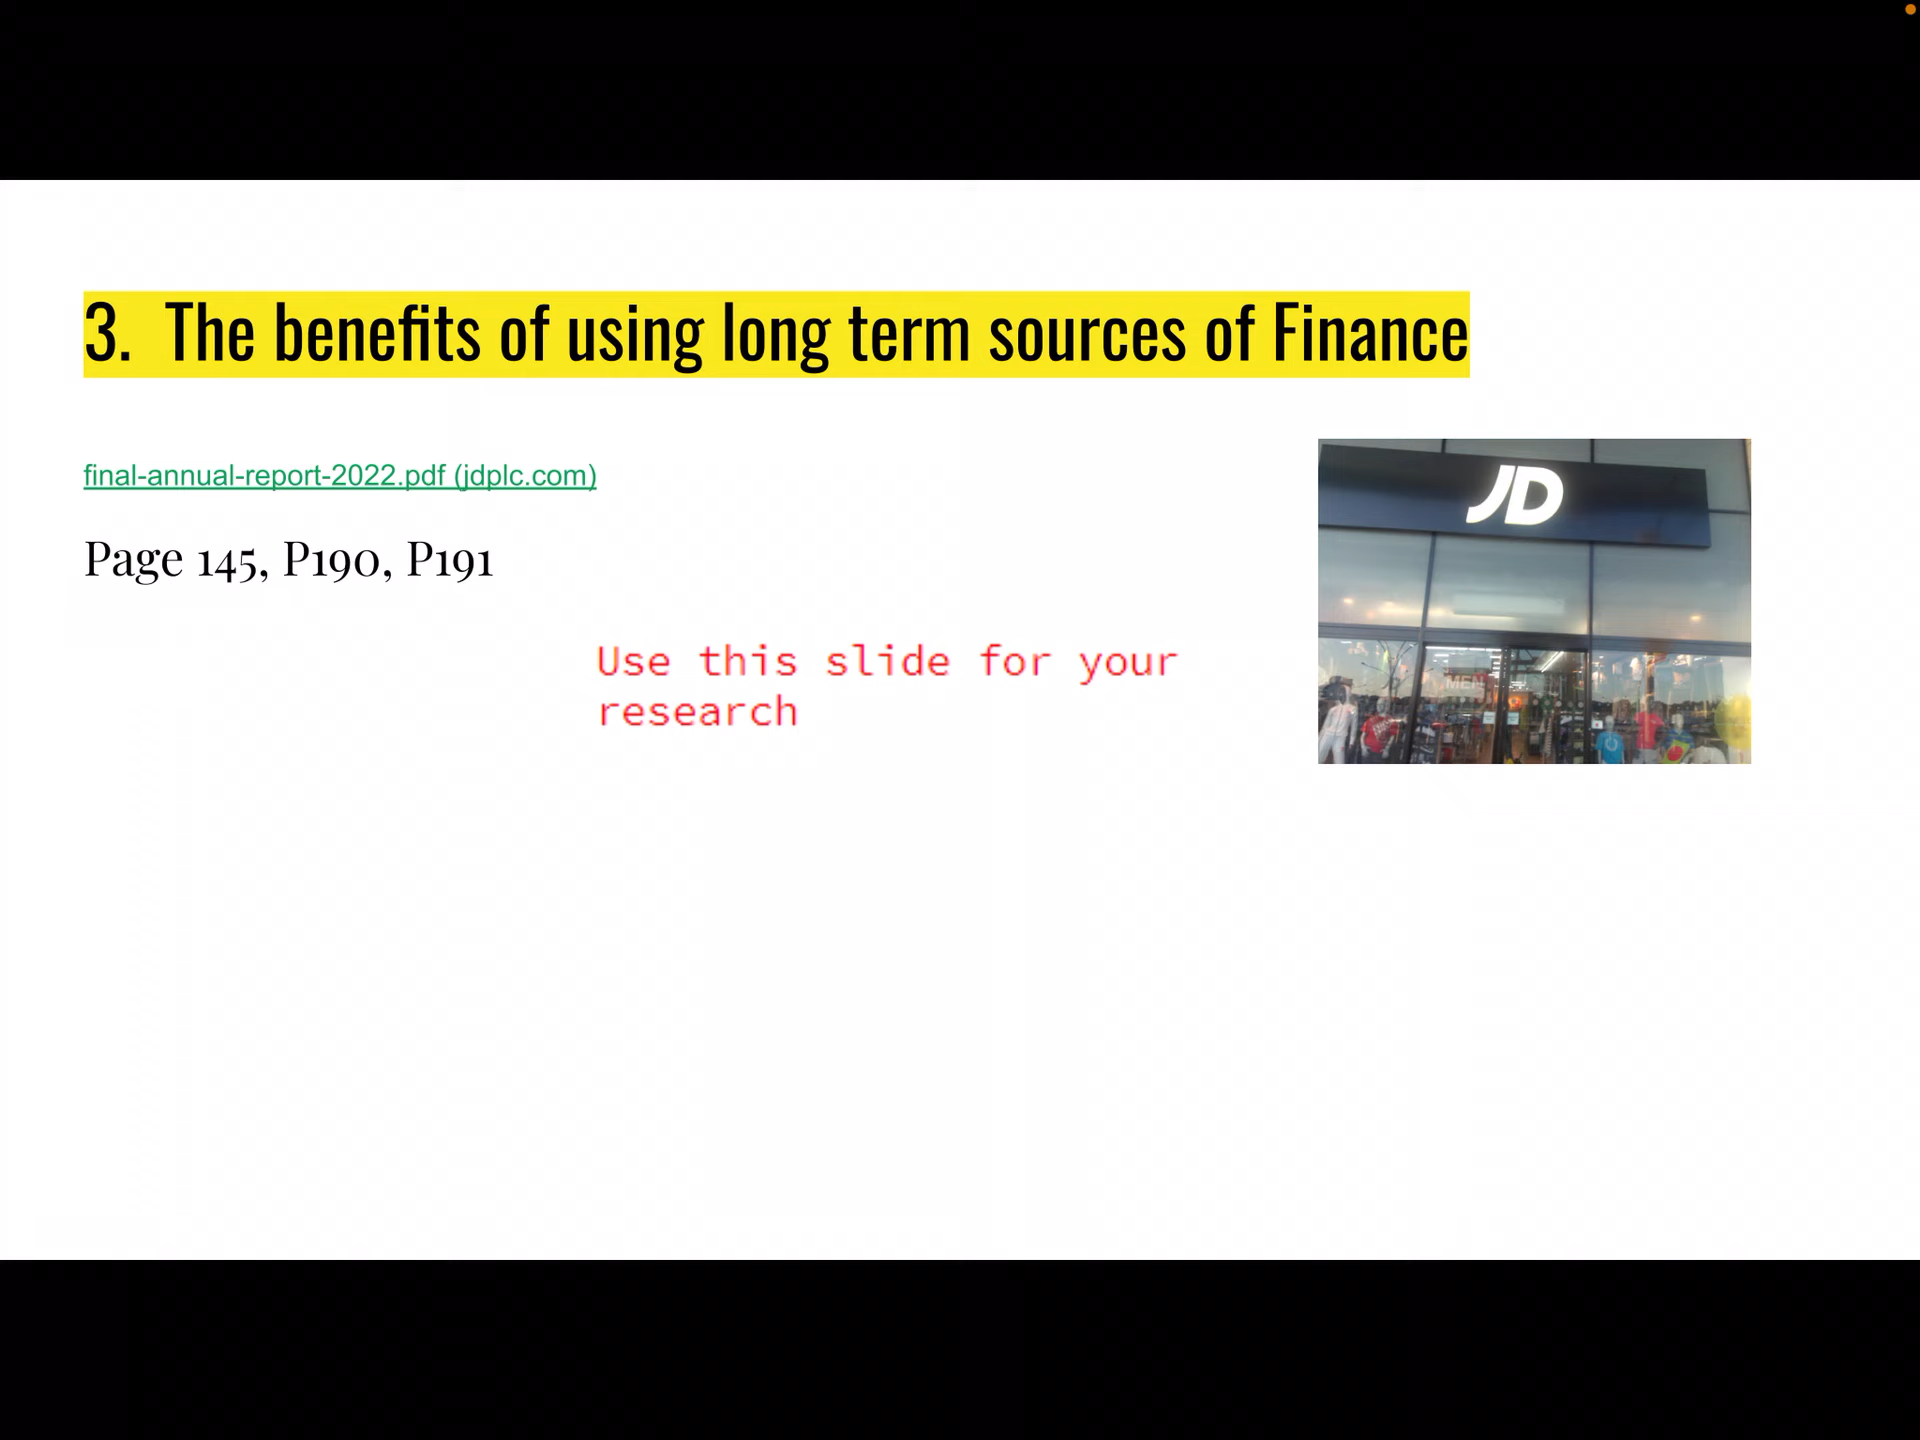 3. The benefits of using long term sources of Finance
final-annual-report-2022.pdf (jdplc.com)
Page 145, P190, P191
JD
Use this slide for your
research
MEN